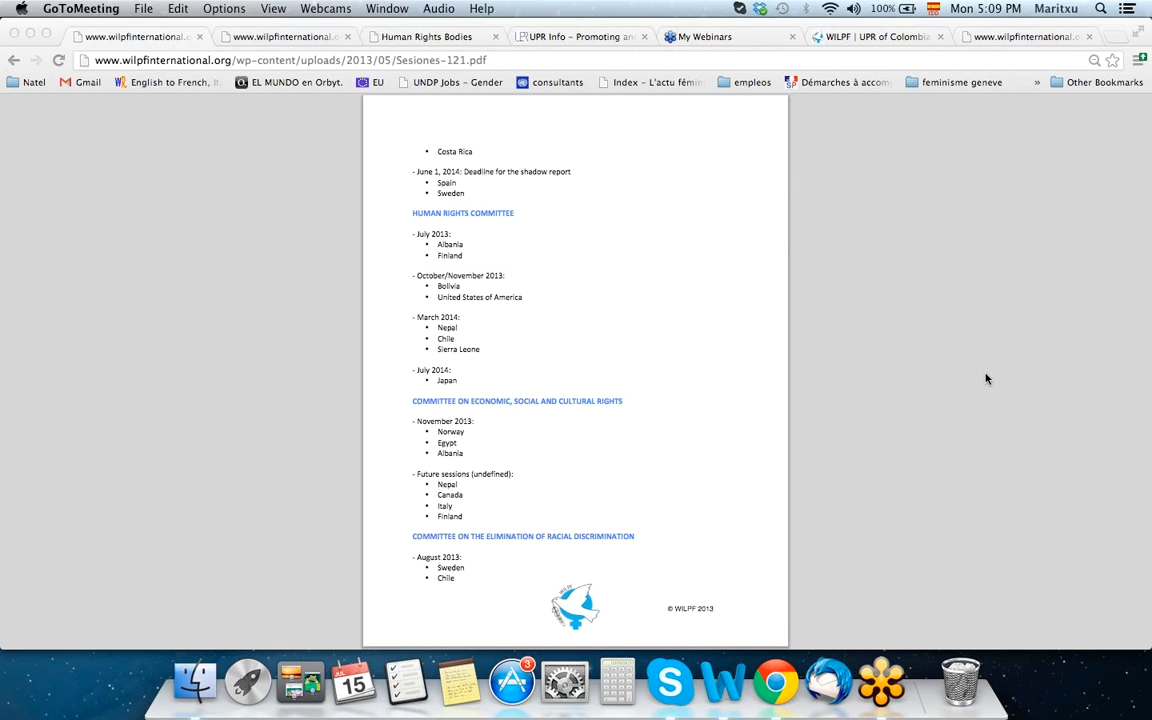 GoToMeeting File Edit Options View Webcams Window Audio Help 100% Mon 5:09 PM Maritxu
www.wilpfinternational. www.wilpfinternational.o Human Rights Bodies UPR Info – Promoting an My Webinars WILPF | UPR of Colombia www.wilpfinternational.o
www.wilpfinternational.org/wp-content/uploads/2013/05/Sesiones-121.pdf
Natel Gmail English to French, It EL MUNDO en Orbyt. EU UNDP Jobs - Gender consultants Index - L'actu fémin empleos Démarches à accom feminisme geneve » Other Bookmarks
• Costa Rica
- June 1, 2014: Deadline for the shadow report
• Spain
• Sweden
HUMAN RIGHTS COMMITTEE
- July 2013:
• Albania
• Finland
- October/November 2013:
• Bolivia
• United States of America
- March 2014:
• Nepal
• Chile
• Sierra Leone
- July 2014:
• Japan
COMMITTEE ON ECONOMIC, SOCIAL AND CULTURAL RIGHTS
- November 2013:
• Norway
• Egypt
• Albania
- Future sessions (undefined):
• Nepal
• Canada
• Italy
• Finland
COMMITTEE ON THE ELIMINATION OF RACIAL DISCRIMINATION
- August 2013:
• Sweden
• Chile
WILPF
© WILPF 2013
JUL
15
3